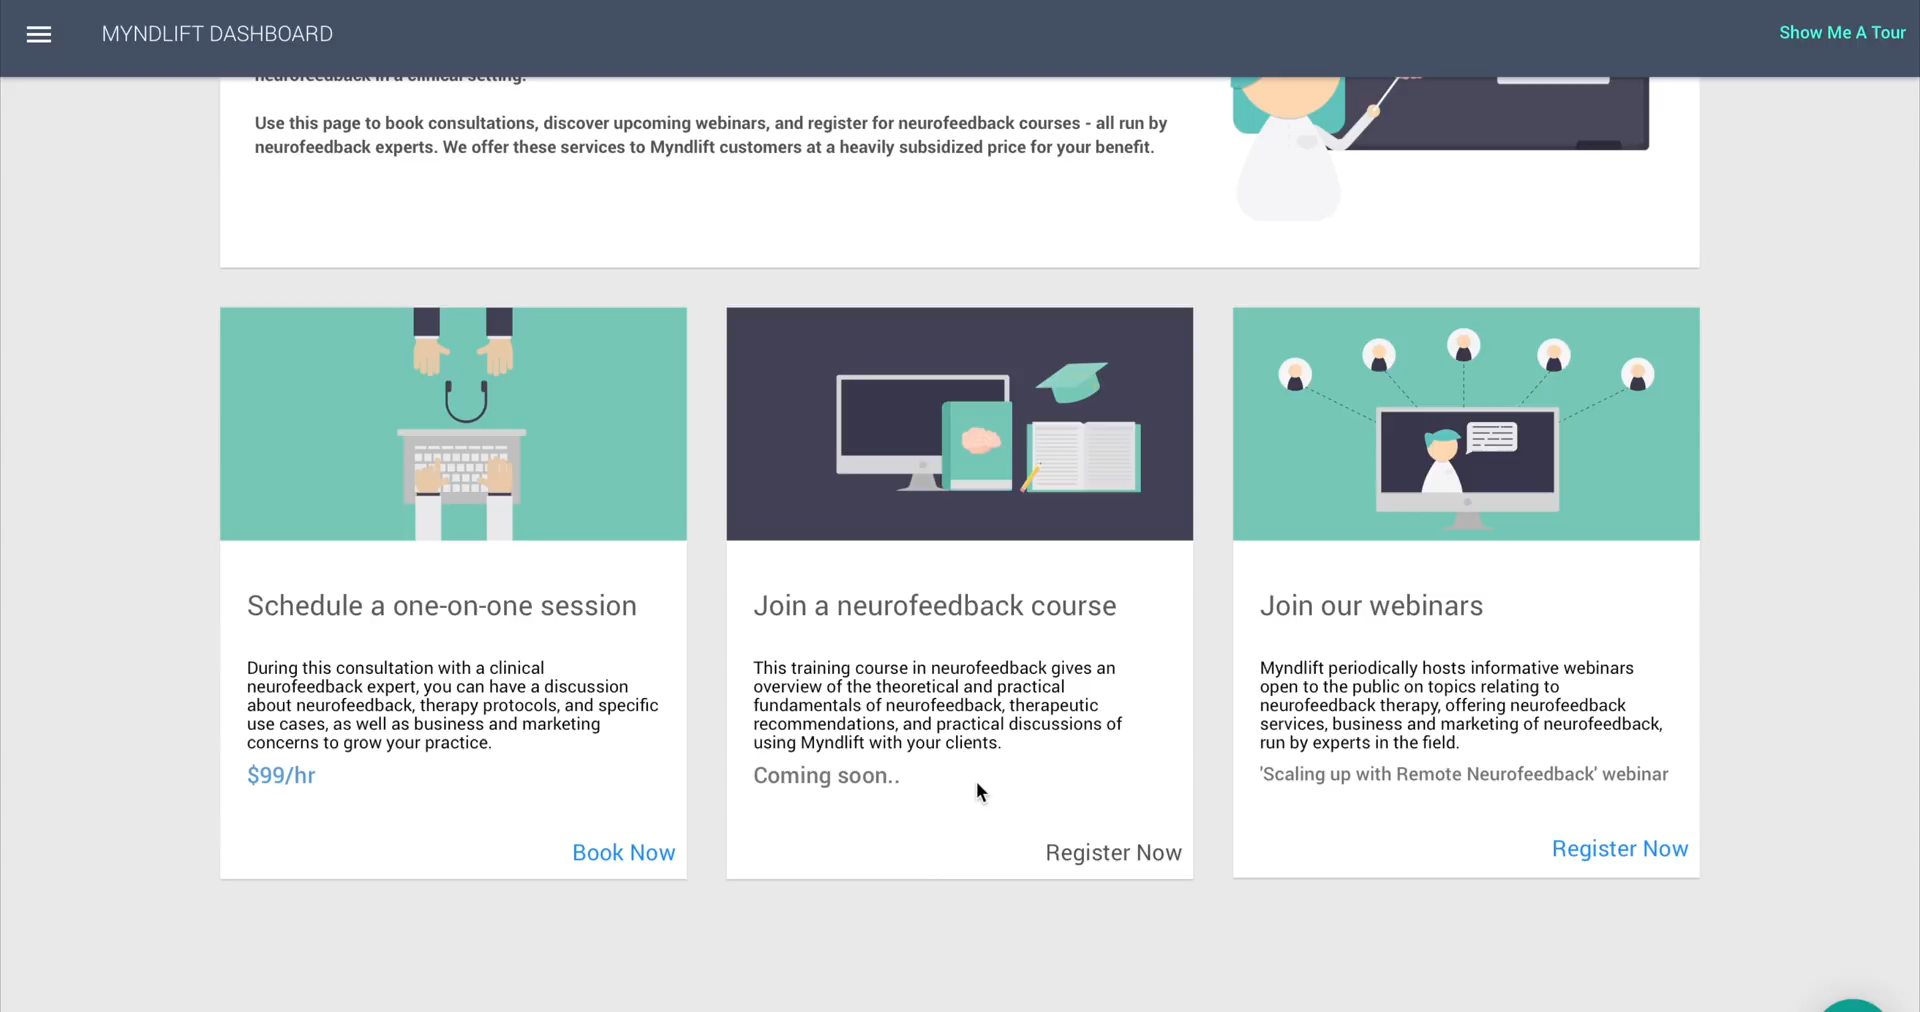 MYNDLIFT DASHBOARD
Show Me A Tour
neurofeedback in a clinical setting.
Use this page to book consultations, discover upcoming webinars, and register for neurofeedback courses - all run by
neurofeedback experts. We offer these services to Myndlift customers at a heavily subsidized price for your benefit.
Schedule a one-on-one session
During this consultation with a clinical
neurofeedback expert, you can have a discussion
about neurofeedback, therapy protocols, and specific
use cases, as well as business and marketing
concerns to grow your practice.
$99/hr
Book Now
Join a neurofeedback course
This training course in neurofeedback gives an
overview of the theoretical and practical
fundamentals of neurofeedback, therapeutic
recommendations, and practical discussions of
using Myndlift with your clients.
Coming soon..
Register Now
Join our webinars
Myndlift periodically hosts informative webinars
open to the public on topics relating to
neurofeedback therapy, offering neurofeedback
services, business and marketing of neurofeedback,
run by experts in the field.
'Scaling up with Remote Neurofeedback' webinar
Register Now